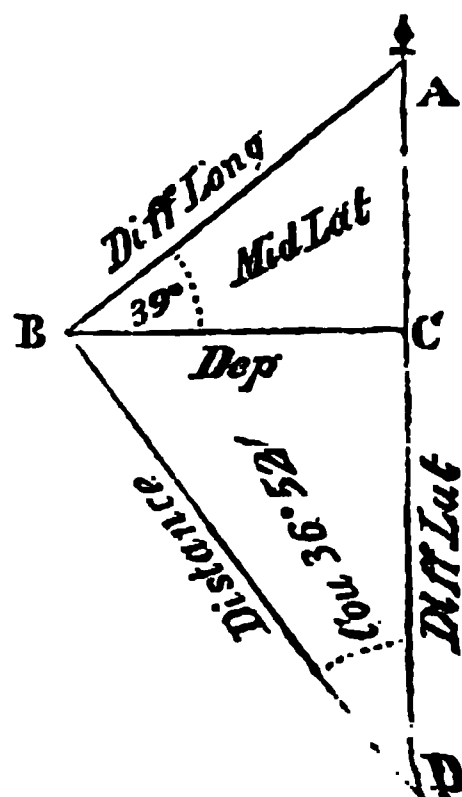 A
Diff Long
Mid Lat
39°
B
C
Dep
Cou 36° 52'
Distance
Diff Lat
D